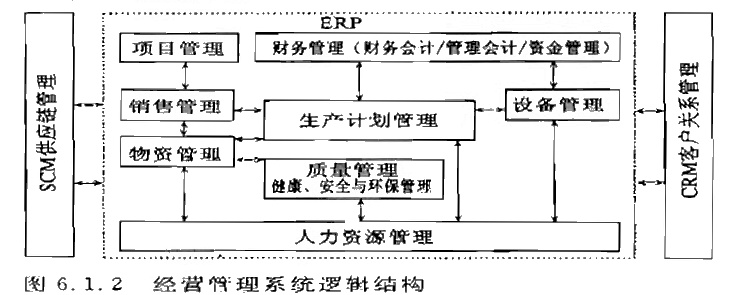 ERP
SCM供应链管理
项目管理
财务管理（财务会计/管理会计/资金管理）
销售管理
生产计划管理
设备管理
物资管理
质量管理
健康、安全与环保管理
人力资源管理
CRM客户关系管理
图 6.1.2 经营管理系统逻辑结构